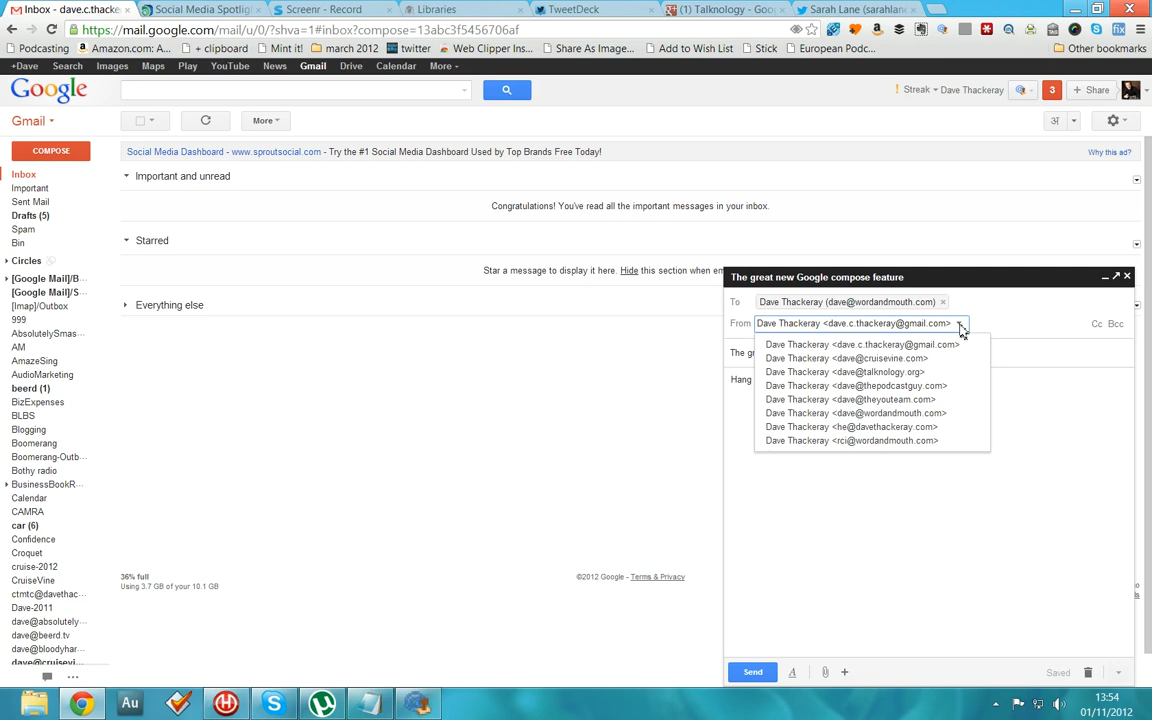 Inbox - dave.c.thacke
Social Media Spotlig
Screenr - Record
Libraries
TweetDeck
(1) Talknology - Goo
Sarah Lane (sarahlan
https://mail.google.com/mail/u/0/?shva=1#inbox?compose=13abc3f5456706af
Podcasting
Amazon.com: A...
+ clipboard
Mint it!
march 2012
twitter
Web Clipper Ins...
Share As Image...
Add to Wish List
Stick
European Podc...
Other bookmarks
+Dave Search Images Maps Play YouTube News Gmail Drive Calendar More
Google
Streak
Dave Thackeray
3
+ Share
Gmail
More
अ
COMPOSE
Social Media Dashboard - www.sproutsocial.com - Try the #1 Social Media Dashboard Used by Top Brands Free Today!
Why this ad?
Inbox
Important
Sent Mail
Drafts (5)
Spam
Bin
Circles
[Google Mail]/B...
[Google Mail]/S...
[Imap]/Outbox
999
AbsolutelySmas...
AM
AmazeSing
AudioMarketing
beerd (1)
BizExpenses
BLBS
Blogging
Boomerang
Boomerang-Outb...
Bothy radio
BusinessBookR...
Calendar
CAMRA
car (6)
Confidence
Croquet
cruise-2012
CruiseVine
ctmtc@davethac...
Dave-2011
dave@absolutely...
dave@beerd.tv
dave@bloodyhar...
dave@cruisevi...
Important and unread
Congratulations! You've read all the important messages in your inbox.
Starred
Star a message to display it here. Hide this section when em
Everything else
36% full
Using 3.7 GB of your 10.1 GB
©2012 Google - Terms & Privacy
The great new Google compose feature
To Dave Thackeray (dave@wordandmouth.com) ×
From Dave Thackeray <dave.c.thackeray@gmail.com>
Cc Bcc
The gr
Hang
Dave Thackeray <dave.c.thackeray@gmail.com>
Dave Thackeray <dave@cruisevine.com>
Dave Thackeray <dave@talknology.org>
Dave Thackeray <dave@thepodcastguy.com>
Dave Thackeray <dave@theyouteam.com>
Dave Thackeray <dave@wordandmouth.com>
Dave Thackeray <he@davethackeray.com>
Dave Thackeray <rci@wordandmouth.com>
Send
A
Saved
Au
13:54
01/11/2012